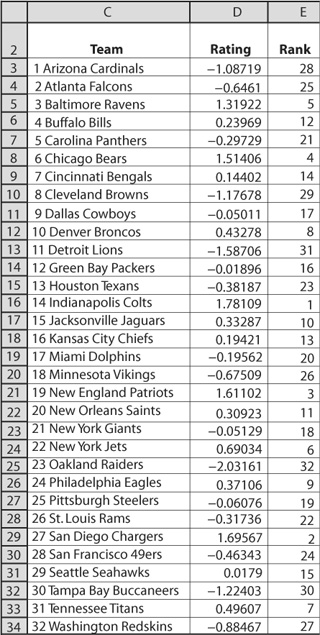 C D E
2 Team Rating Rank
3 1 Arizona Cardinals −1.08719 28
4 2 Atlanta Falcons −0.6461 25
5 3 Baltimore Ravens 1.31922 5
6 4 Buffalo Bills 0.23969 12
7 5 Carolina Panthers −0.29729 21
8 6 Chicago Bears 1.51406 4
9 7 Cincinnati Bengals 0.14402 14
10 8 Cleveland Browns −1.17678 29
11 9 Dallas Cowboys −0.05011 17
12 10 Denver Broncos 0.43278 8
13 11 Detroit Lions −1.58706 31
14 12 Green Bay Packers −0.01896 16
15 13 Houston Texans −0.38187 23
16 14 Indianapolis Colts 1.78109 1
17 15 Jacksonville Jaguars 0.33287 10
18 16 Kansas City Chiefs 0.19421 13
19 17 Miami Dolphins −0.19562 20
20 18 Minnesota Vikings −0.67509 26
21 19 New England Patriots 1.61102 3
22 20 New Orleans Saints 0.30923 11
23 21 New York Giants −0.05129 18
24 22 New York Jets 0.69034 6
25 23 Oakland Raiders −2.03161 32
26 24 Philadelphia Eagles 0.37106 9
27 25 Pittsburgh Steelers −0.06076 19
28 26 St. Louis Rams −0.31736 22
29 27 San Diego Chargers 1.69567 2
30 28 San Francisco 49ers −0.46343 24
31 29 Seattle Seahawks 0.0179 15
32 30 Tampa Bay Buccaneers −1.22403 30
33 31 Tennessee Titans 0.49607 7
34 32 Washington Redskins −0.88467 27